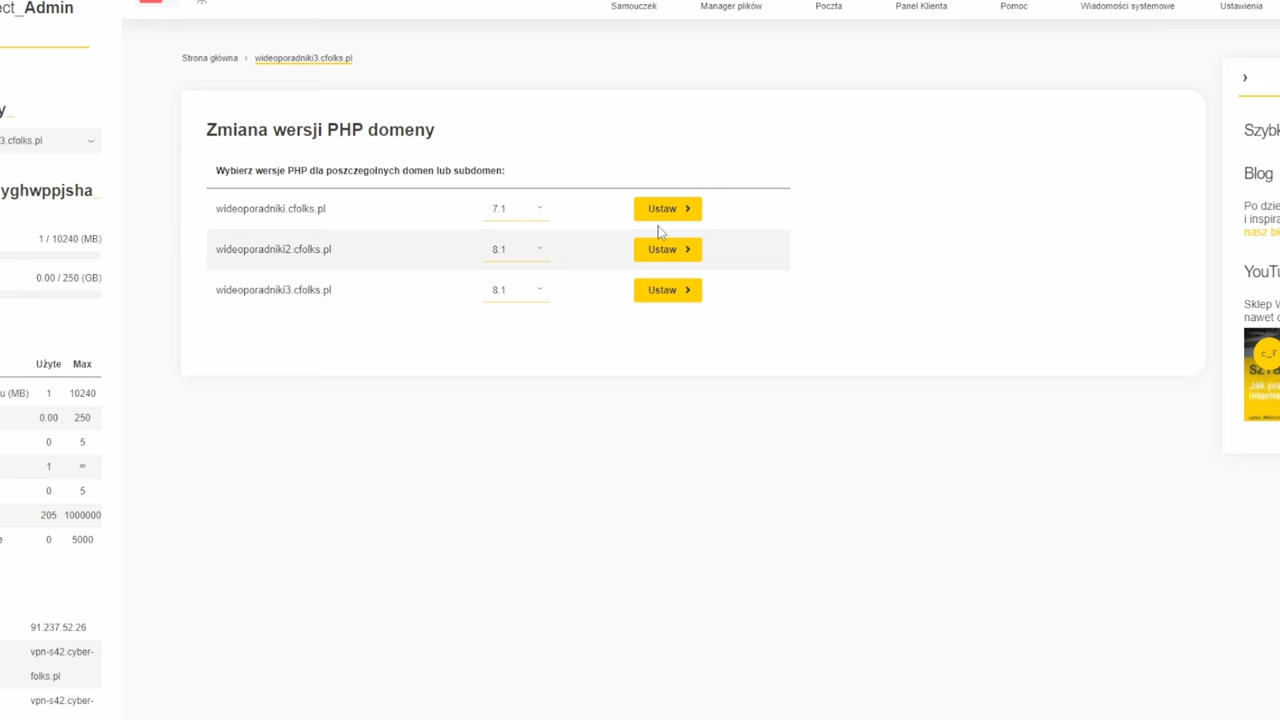 ect_Admin
Samouczek
Manager plików
Poczta
Panel Klienta
Pomoc
Wiadomości systemowe
Ustawienia
Strona główna › wideoporadniki3.cfolks.pl
y_
3.cfolks.pl
yghwppjsha_
1 / 10240 (MB)
0.00 / 250 (GB)
Użyte Max
u (MB) 1 10240
0.00 250
0 5
1 ∞
0 5
205 1000000
e 0 5000
91.237.52.26
vpn-s42.cyber-
folks.pl
vpn-s42.cyber-
Zmiana wersji PHP domeny
Wybierz wersje PHP dla poszczegolnych domen lub subdomen:
wideoporadniki.cfolks.pl 7.1 Ustaw
wideoporadniki2.cfolks.pl 8.1 Ustaw
wideoporadniki3.cfolks.pl 8.1 Ustaw
Szybk
Blog
Po dzie
i inspira
nasz bl
YouTu
Sklep W
nawet c
c_F
Jak pra
interne